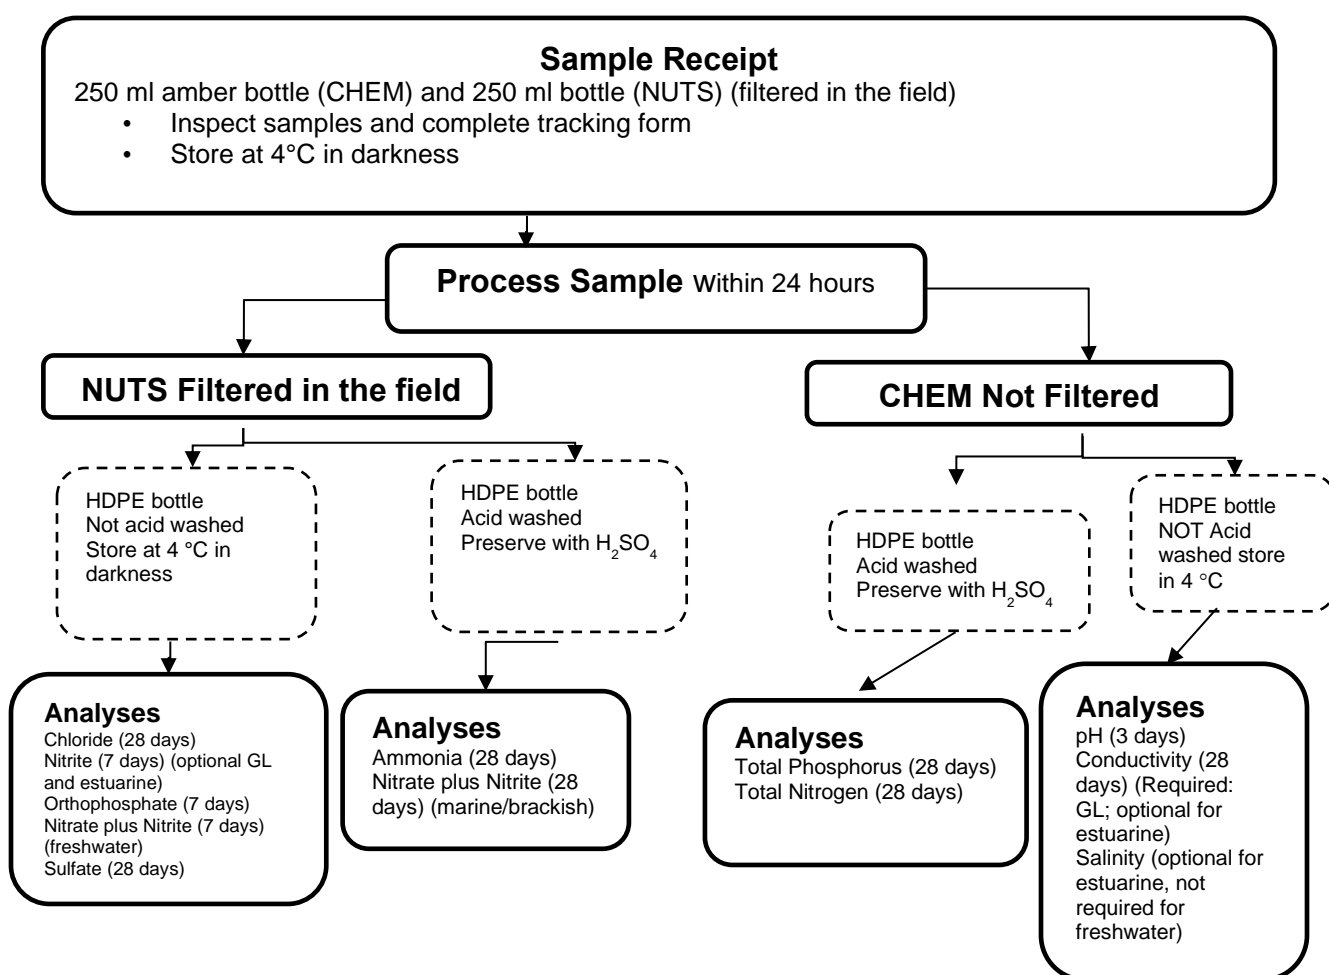 Sample Receipt
250 ml amber bottle (CHEM) and 250 ml bottle (NUTS) (filtered in the field)
• Inspect samples and complete tracking form
• Store at 4°C in darkness
Process Sample Within 24 hours
NUTS Filtered in the field
CHEM Not Filtered
HDPE bottle
Not acid washed
Store at 4 °C in
darkness
HDPE bottle
Acid washed
Preserve with H₂SO₄
HDPE bottle
Acid washed
Preserve with H₂SO₄
HDPE bottle
NOT Acid
washed store
in 4 °C
Analyses
Chloride (28 days)
Nitrite (7 days) (optional GL
and estuarine)
Orthophosphate (7 days)
Nitrate plus Nitrite (7 days)
(freshwater)
Sulfate (28 days)
Analyses
Ammonia (28 days)
Nitrate plus Nitrite (28
days) (marine/brackish)
Analyses
Total Phosphorus (28 days)
Total Nitrogen (28 days)
Analyses
pH (3 days)
Conductivity (28
days) (Required:
GL; optional for
estuarine)
Salinity (optional for
estuarine, not
required for
freshwater)